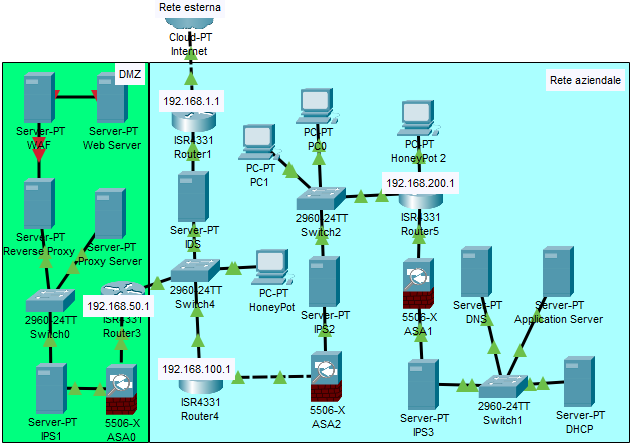 Rete esterna
Cloud-PT
Internet
DMZ
Rete aziendale
Server-PT
WAF
Server-PT
Web Server
192.168.1.1
ISR4331
Router1
PC-PT
PC0
PC-PT
HoneyPot 2
PC-PT
PC1
192.168.200.1
ISR4331
Router5
2960-24TT
Switch2
Server-PT
IDS
Server-PT
Reverse Proxy
Server-PT
Proxy Server
2960-24TT
Switch4
PC-PT
HoneyPot
192.168.50.1
ISR4331
Router3
2960-24TT
Switch0
Server-PT
IPS2
5506-X
ASA1
Server-PT
DNS
Server-PT
Application Server
192.168.100.1
ISR4331
Router4
5506-X
ASA2
Server-PT
IPS1
5506-X
ASA0
Server-PT
IPS3
2960-24TT
Switch1
Server-PT
DHCP